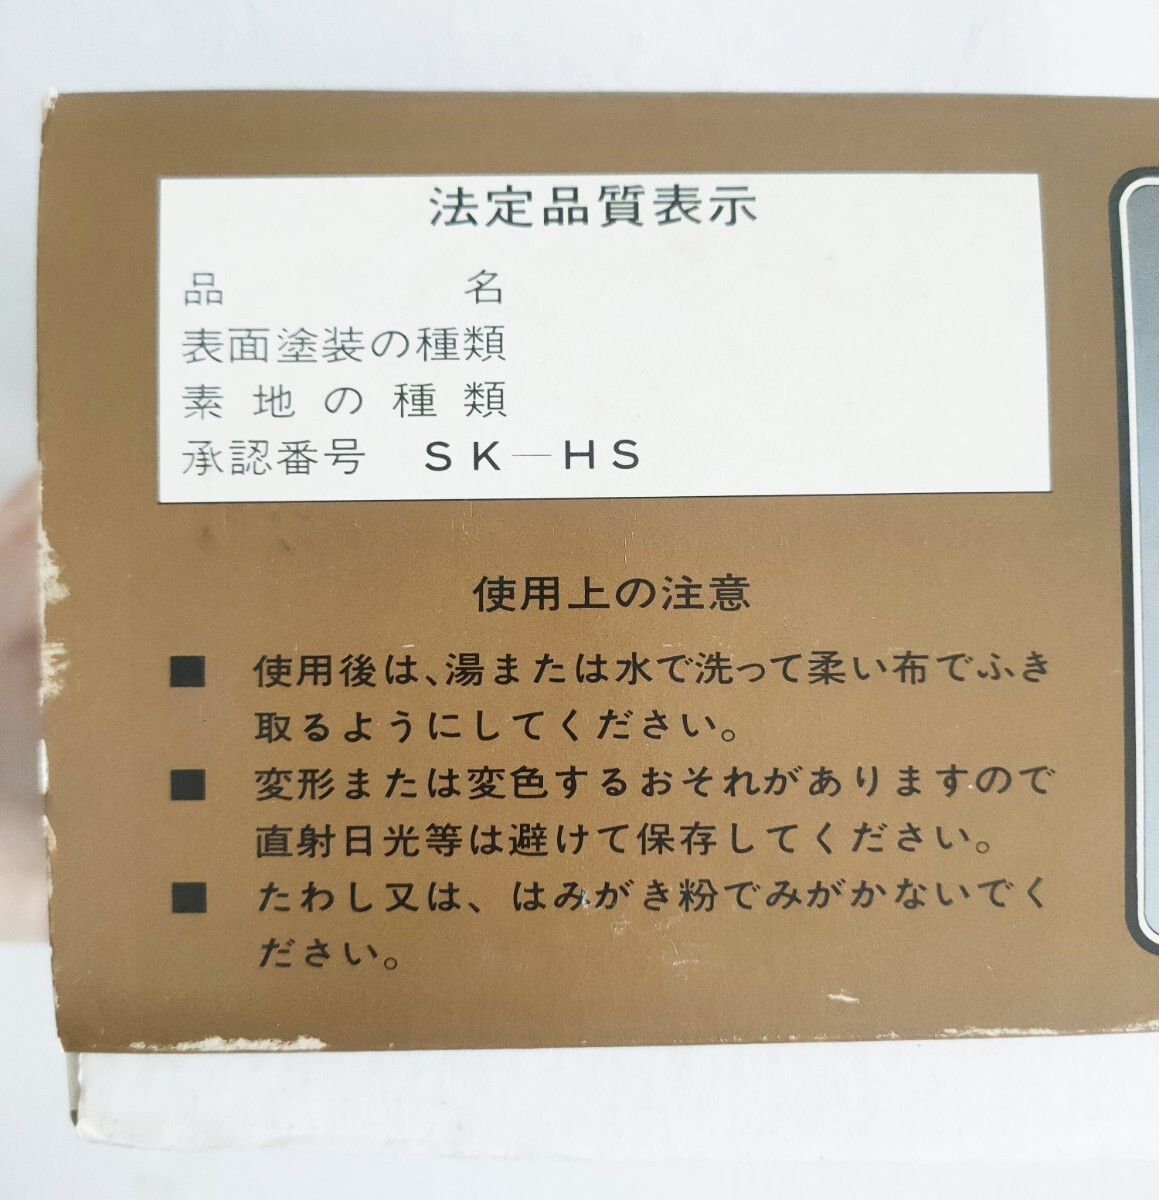 法定品質表示
品名
表面塗装の種類
素地の種類
承認番号 SK—HS
使用上の注意
■ 使用後は、湯または水で洗って柔い布でふき
取るようにしてください。
■ 変形または変色するおそれがありますので
直射日光等は避けて保存してください。
■ たわし又は、はみがき粉でみがかないでく
ださい。